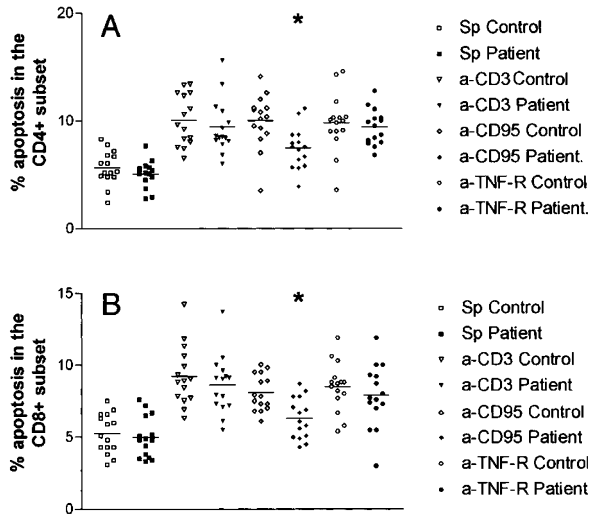 A
*
% apoptosis in the
CD4+ subset
20
10
0
Sp Control
Sp Patient
a-CD3 Control
a-CD3 Patient
a-CD95 Control
a-CD95 Patient.
a-TNF-R Control
a-TNF-R Patient.
B
*
% apoptosis in the
CD8+ subset
15
10
5
0
Sp Control
Sp Patient
a-CD3 Control
a-CD3 Patient
a-CD95 Control
a-CD95 Patient
a-TNF-R Control
a-TNF-R Patient